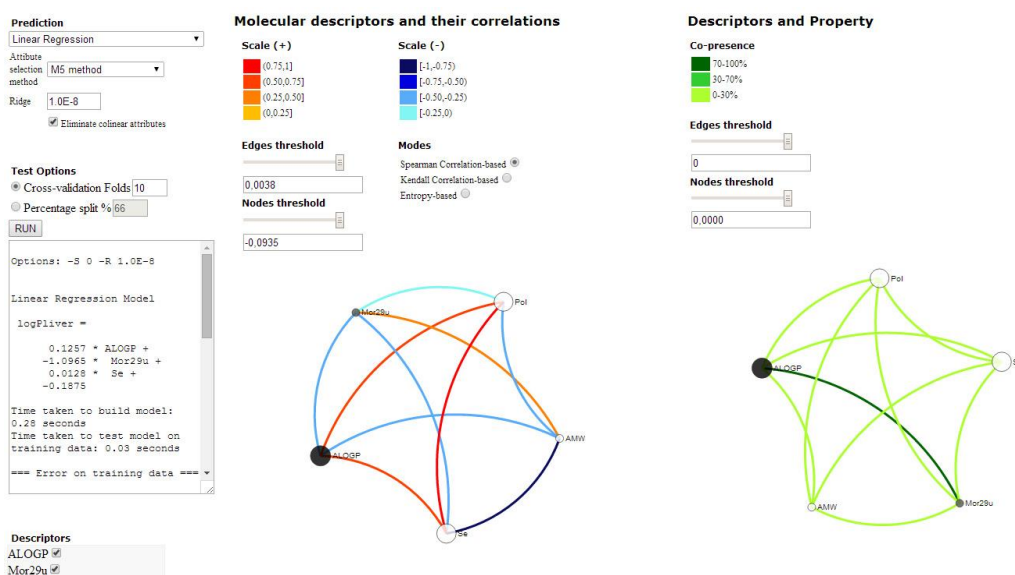 Prediction
Linear Regression
Attibute
selection
method
M5 method
Ridge
1.0E-8
Eliminate colinear attributes
Test Options
Cross-validation Folds 10
Percentage split % 66
RUN
Options: -S 0 -R 1.0E-8
Linear Regression Model
logPliver =
0.1257 * ALOGP +
-1.0965 * Mor29u +
0.0128 * Se +
-0.1875
Time taken to build model:
0.28 seconds
Time taken to test model on
training data: 0.03 seconds
=== Error on training data ===
Descriptors
ALOGP
Mor29u
Molecular descriptors and their correlations
Scale (+)
(0.75,1]
(0.50,0.75]
(0.25,0.50]
(0,0.25]
Scale (-)
[-1,-0.75)
[-0.75,-0.50)
[-0.50,-0.25)
[-0.25,0)
Edges threshold
0,0038
Nodes threshold
-0,0935
Modes
Spearman Correlation-based
Kendall Correlation-based
Entropy-based
Mor29u
Pol
AMW
ALOGP
Se
Descriptors and Property
Co-presence
70-100%
30-70%
0-30%
Edges threshold
0
Nodes threshold
0,0000
Pol
S
ALOGP
AMW
Mor29u